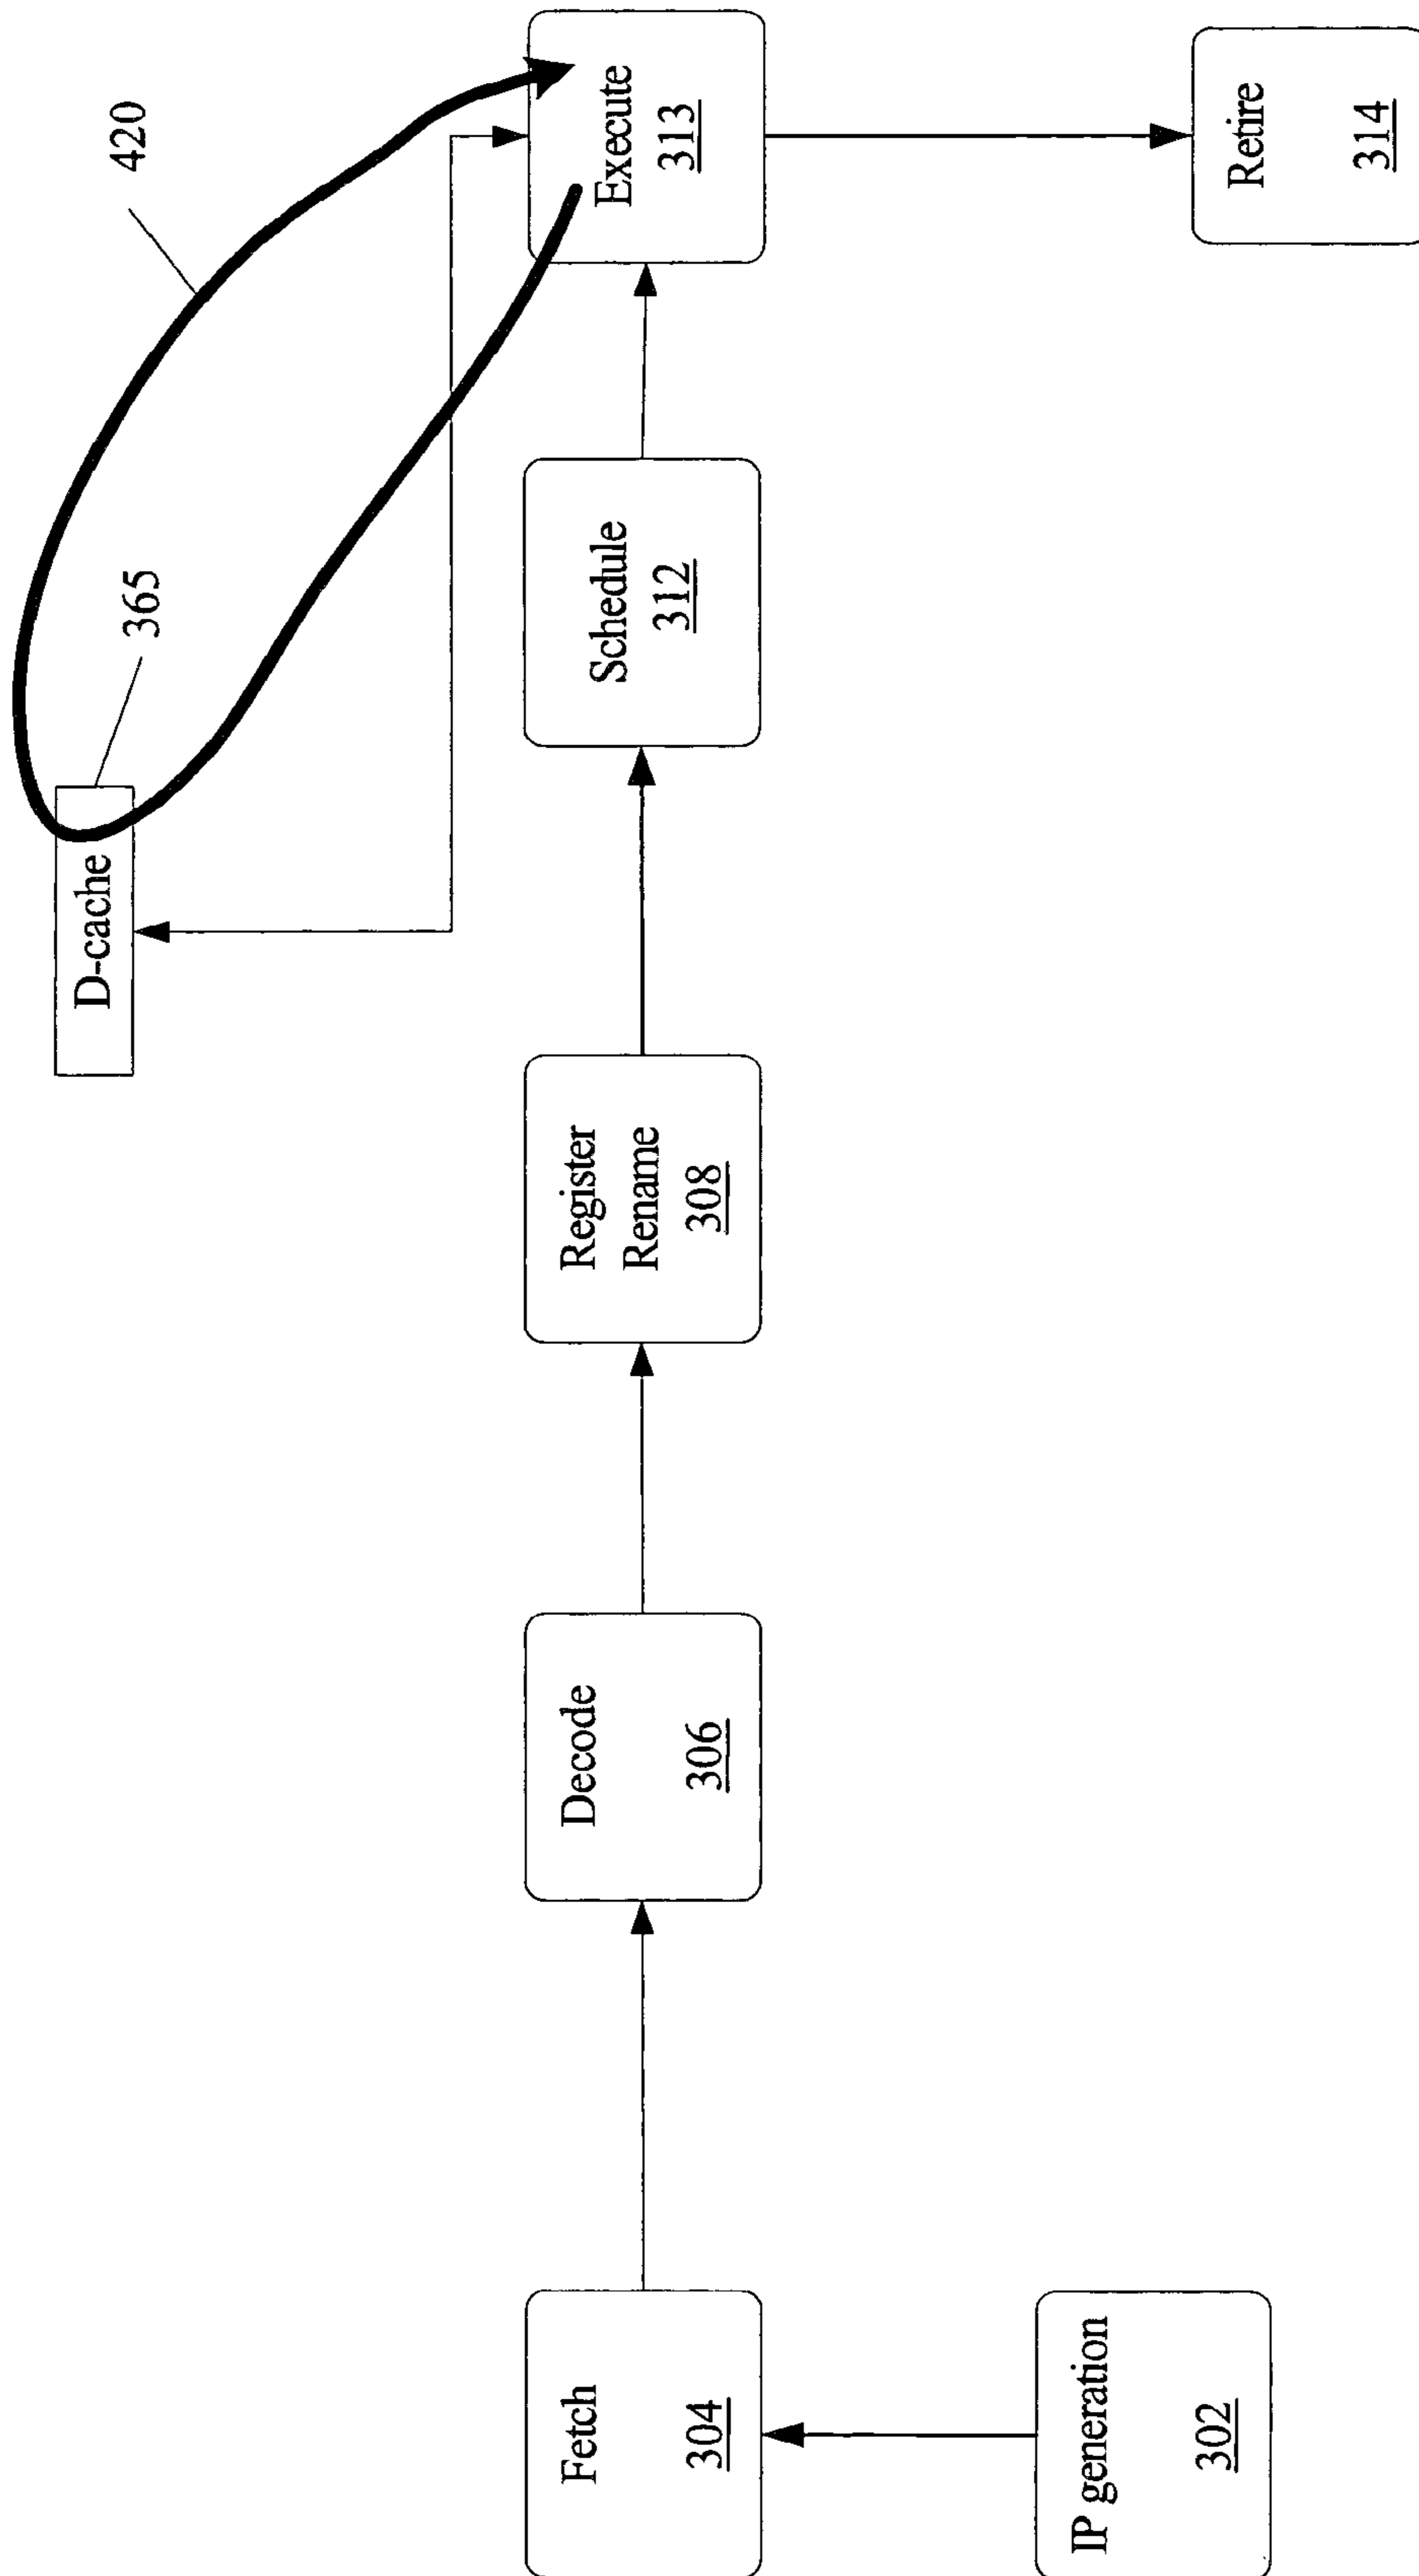 420
D-cache
365
Fetch
304
Decode
306
Register
Rename
308
Schedule
312
Execute
313
IP generation
302
Retire
314